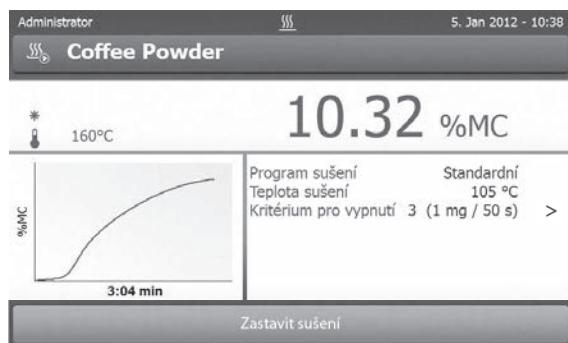 Administrator 5. Jan 2012 - 10:38
Coffee Powder
10.32 %MC
160°C
%MC
3:04 min
Program sušení Standardní
Teplota sušení 105 °C
Kritérium pro vypnutí 3 (1 mg / 50 s) >
Zastavit sušení